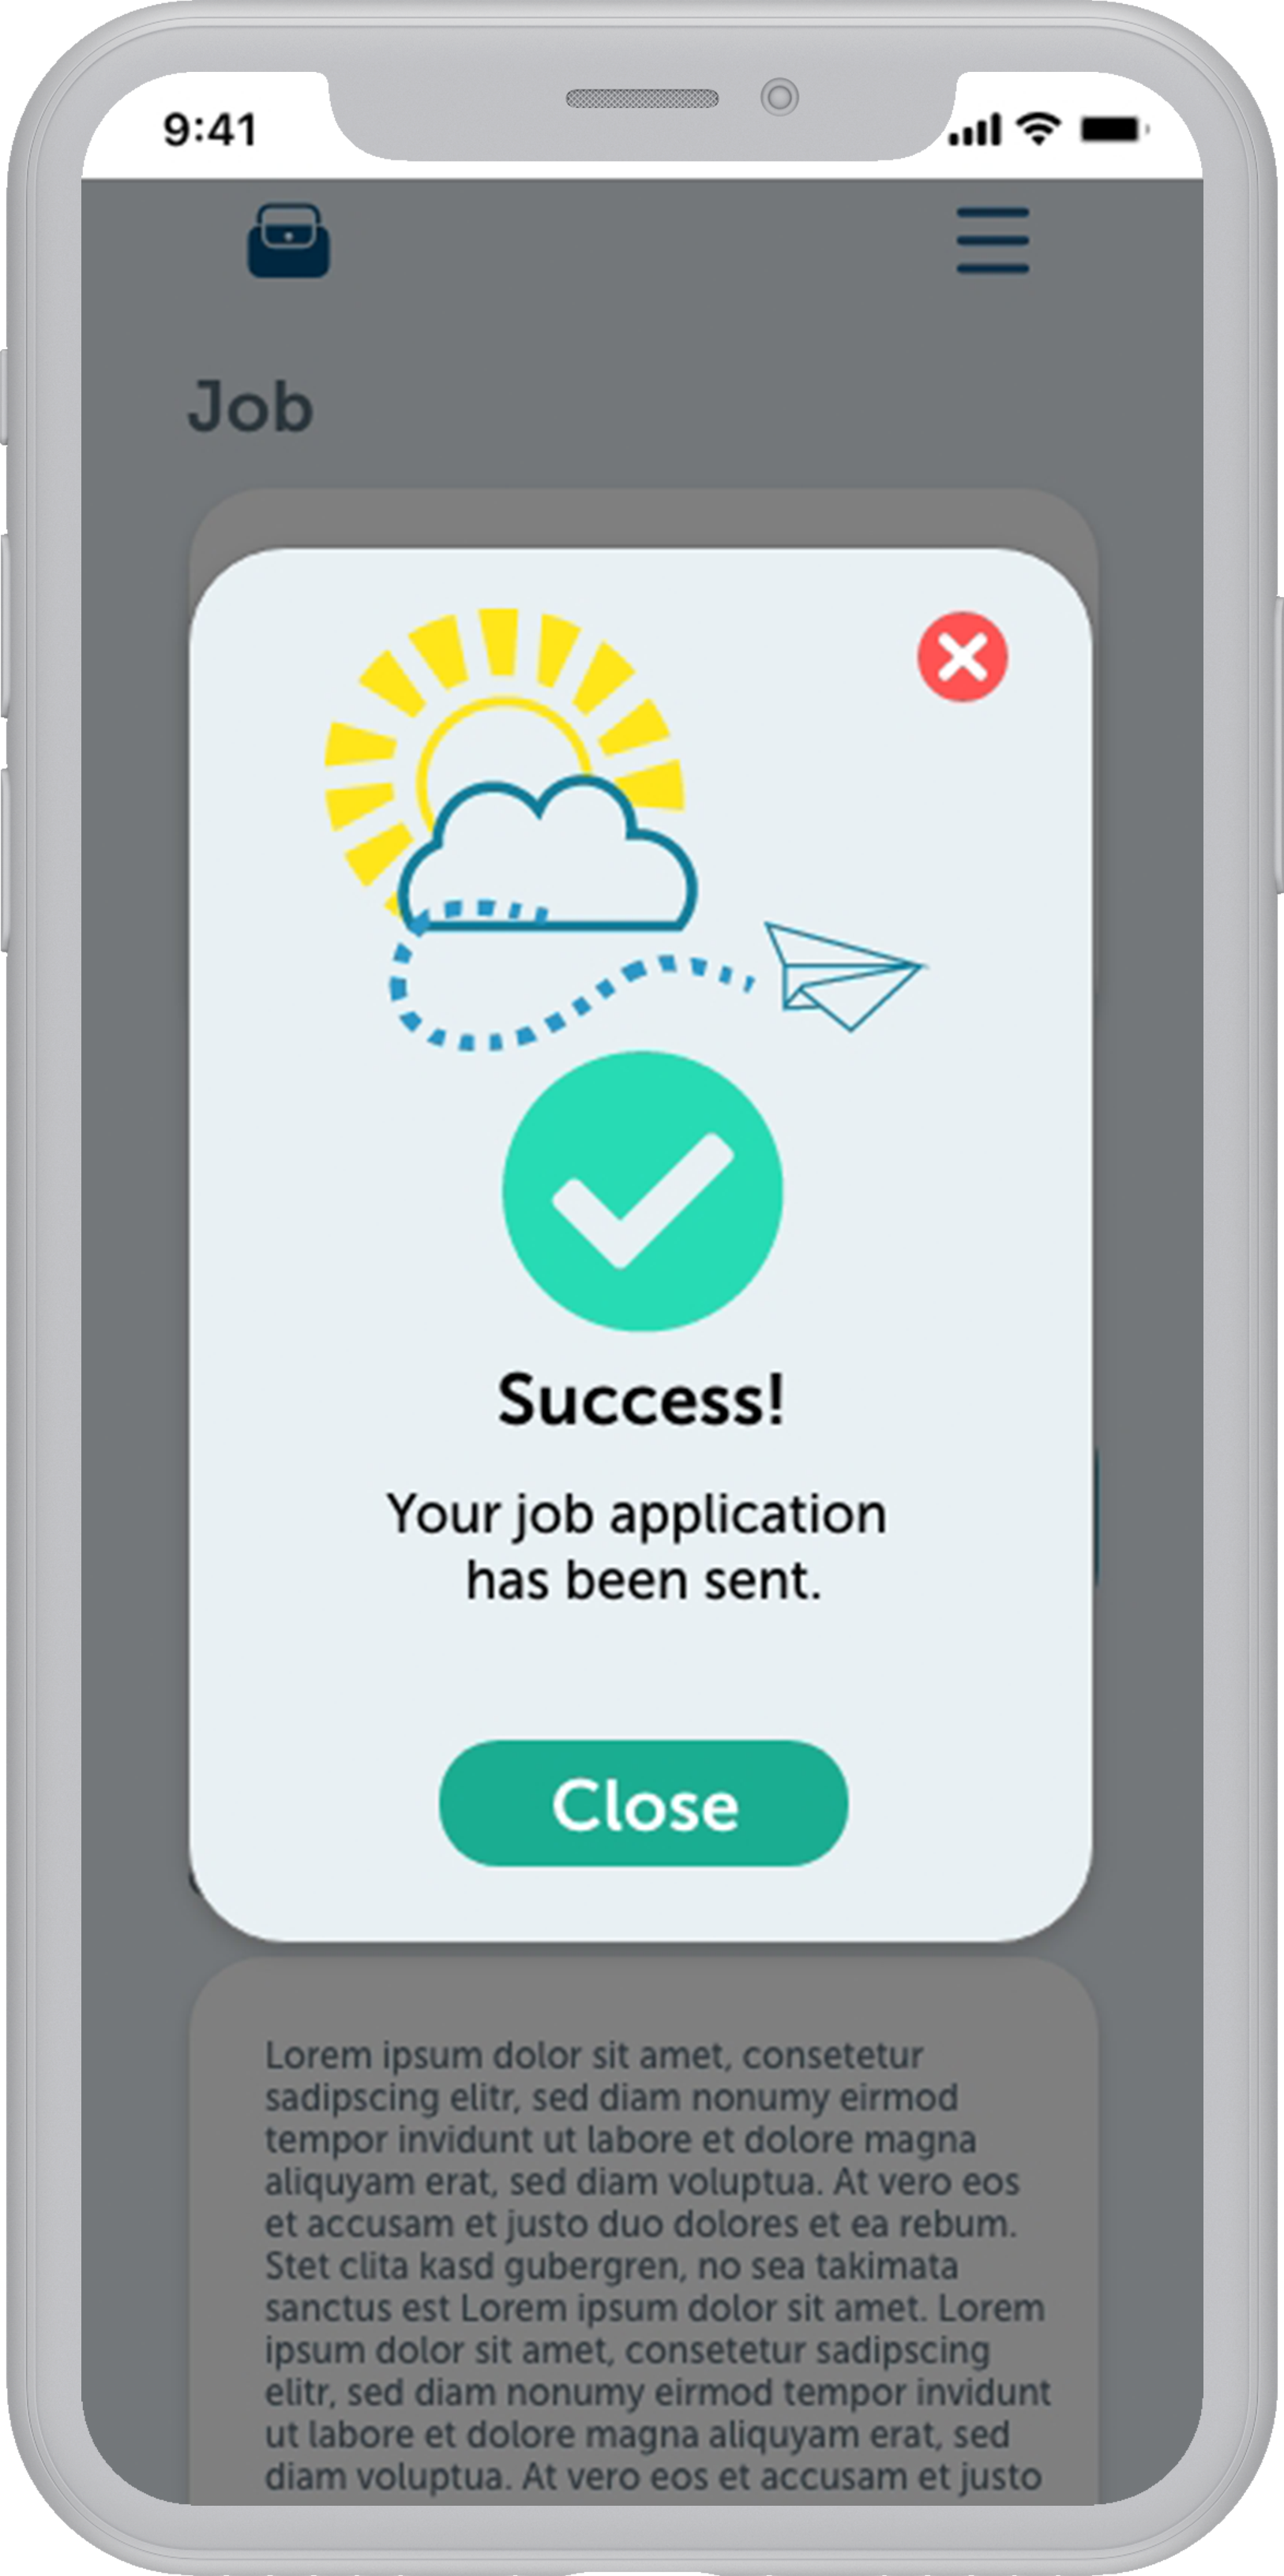 9:41
Job
Success!
Your job application
has been sent.
Close
Lorem ipsum dolor sit amet, consetetur
sadipscing elitr, sed diam nonumy eirmod
tempor invidunt ut labore et dolore magna
aliquyam erat, sed diam voluptua. At vero eos
et accusam et justo duo dolores et ea rebum.
Stet clita kasd gubergren, no sea takimata
sanctus est Lorem ipsum dolor sit amet. Lorem
ipsum dolor sit amet, consetetur sadipscing
elitr, sed diam nonumy eirmod tempor invidunt
ut labore et dolore magna aliquyam erat, sed
diam voluptua. At vero eos et accusam et justo